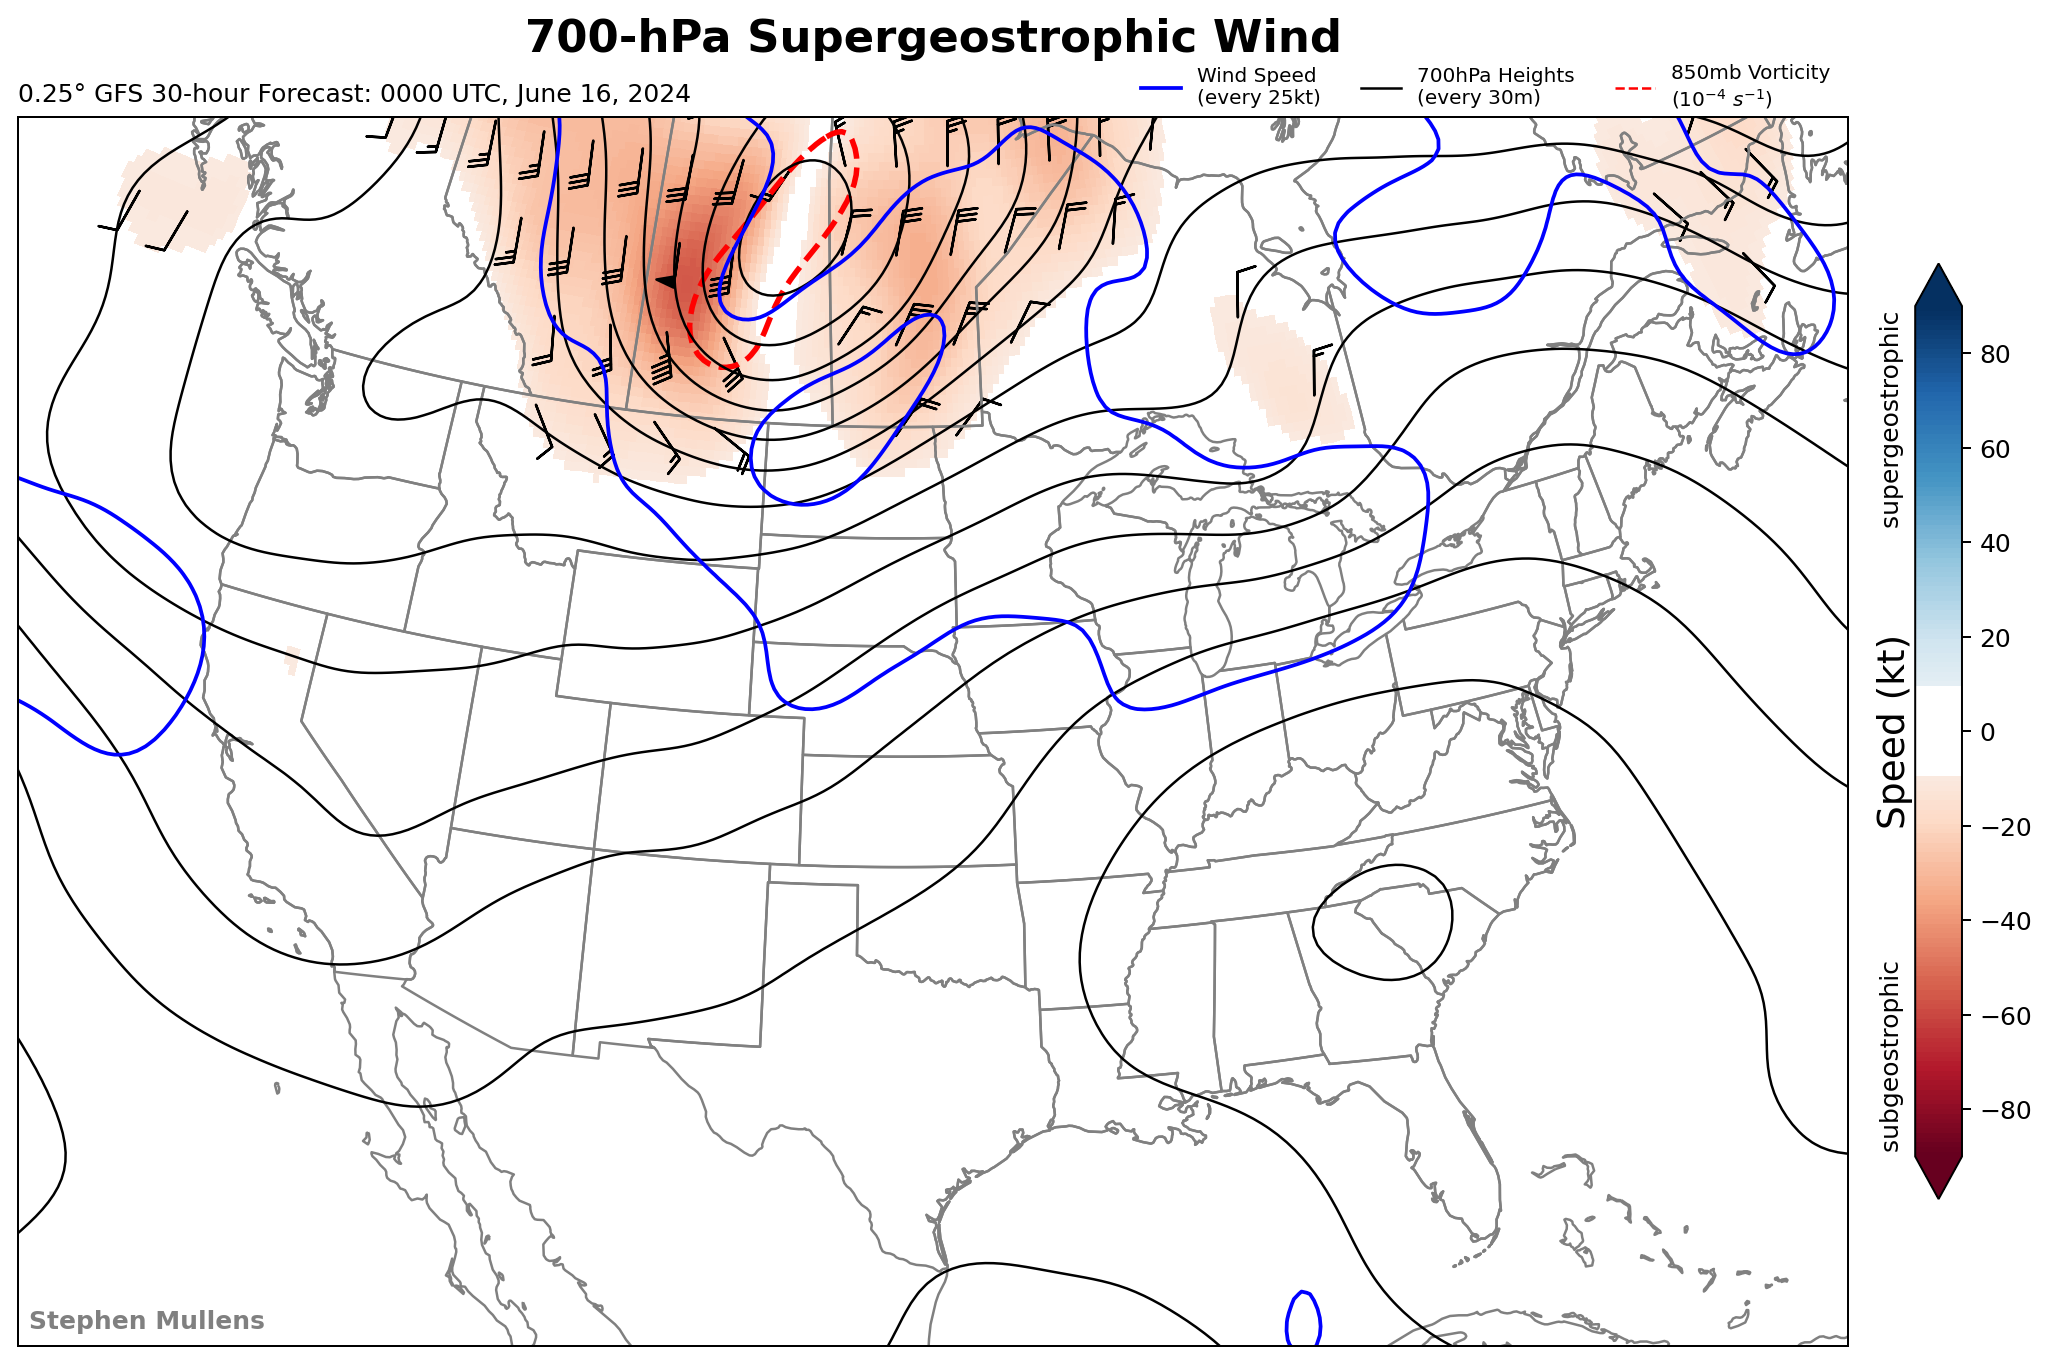 700-hPa Supergeostrophic Wind
0.25° GFS 30-hour Forecast: 0000 UTC, June 16, 2024
Wind Speed
(every 25kt)
700hPa Heights
(every 30m)
850mb Vorticity
(10⁻⁴ s⁻¹)
supergeostrophic
Speed (kt)
subgeostrophic
80
60
40
20
0
−20
−40
−60
−80
Stephen Mullens